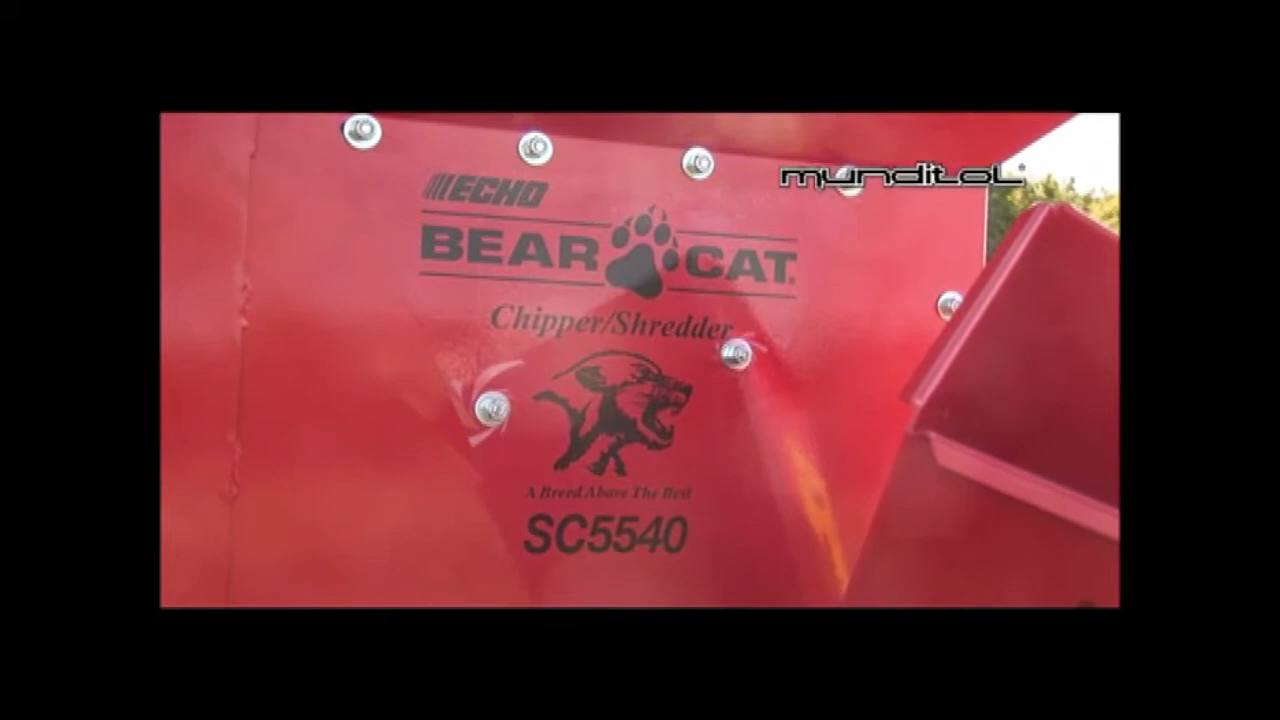 munditoL
ECHO
BEAR CAT
Chipper/Shredder
A Breed Above The Best
SC5540